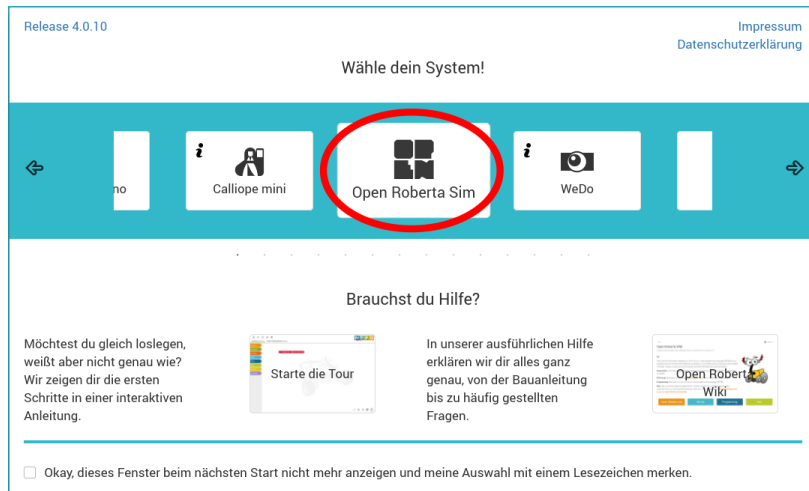 Release 4.0.10
Impressum
Datenschutzerklärung
Wähle dein System!
no
Calliope mini
Open Roberta Sim
WeDo
Brauchst du Hilfe?
Möchtest du gleich loslegen,
weißt aber nicht genau wie?
Wir zeigen dir die ersten
Schritte in einer interaktiven
Anleitung.
Starte die Tour
In unserer ausführlichen Hilfe
erklären wir dir alles ganz
genau, von der Bauanleitung
bis zu häufig gestellten
Fragen.
Open Roberta
Wiki
Okay, dieses Fenster beim nächsten Start nicht mehr anzeigen und meine Auswahl mit einem Lesezeichen merken.